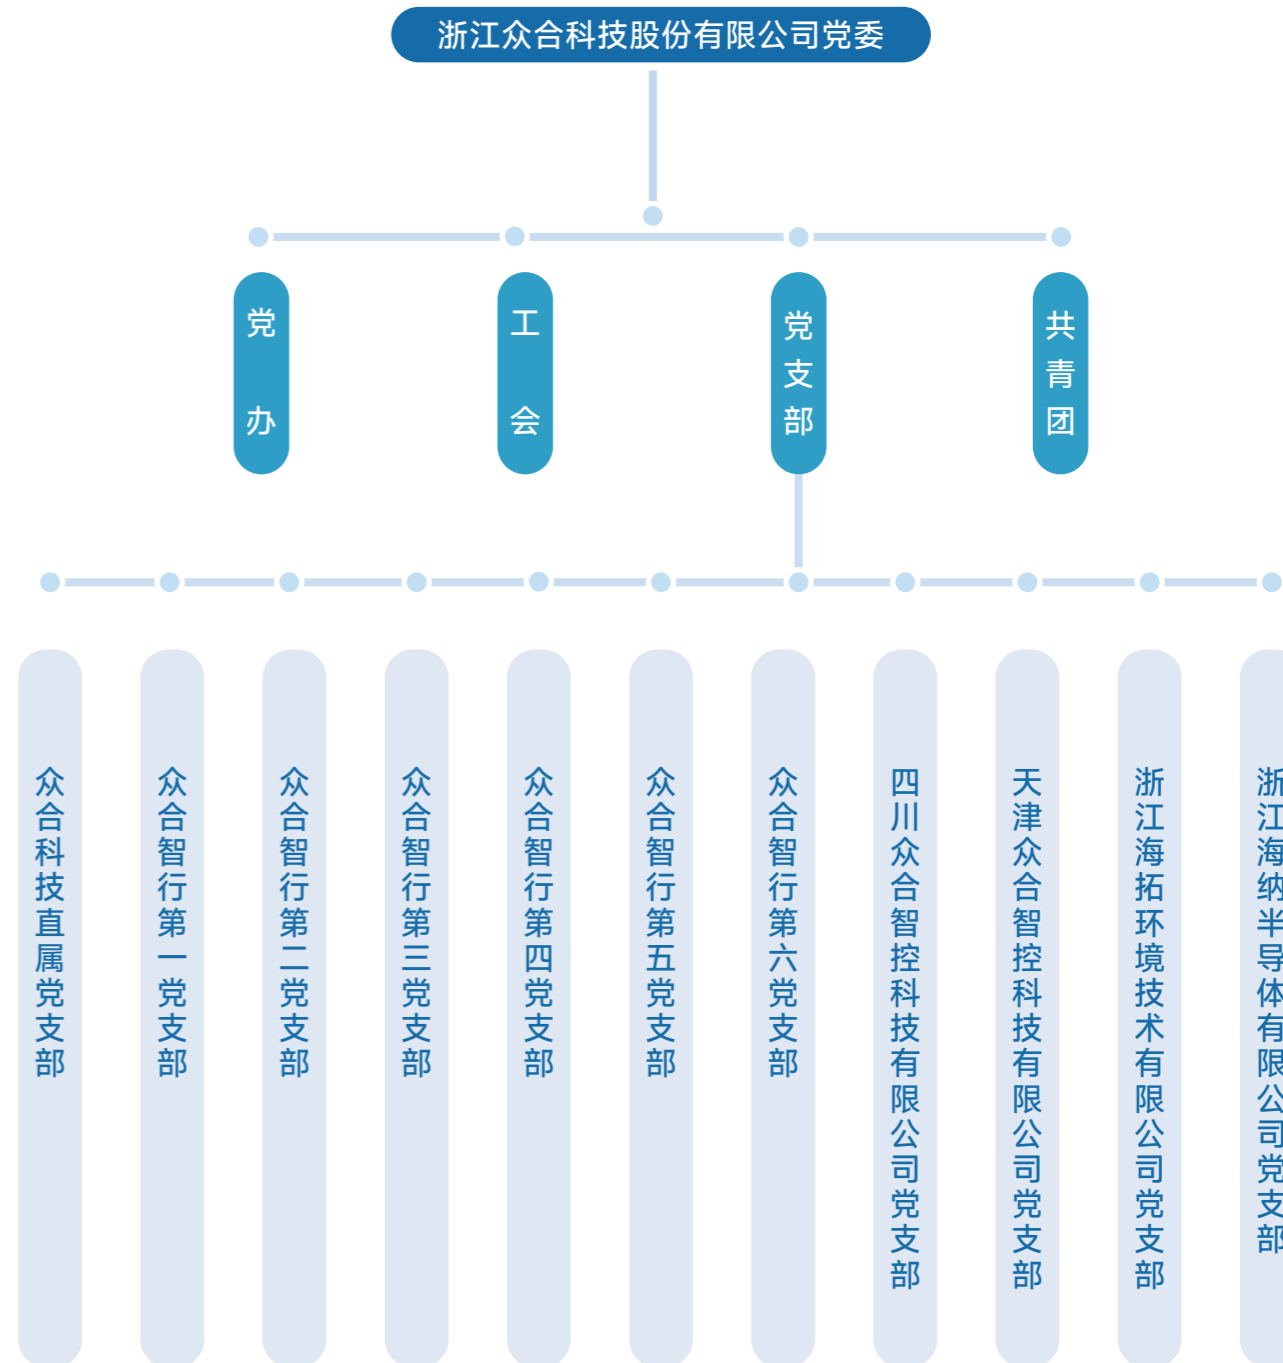 浙江众合科技股份有限公司党委
党办
工会
党支部
共青团
众合科技直属党支部
众合智行第一党支部
众合智行第二党支部
众合智行第三党支部
众合智行第四党支部
众合智行第五党支部
众合智行第六党支部
四川众合智控科技有限公司党支部
天津众合智控科技有限公司党支部
浙江海拓环境技术有限公司党支部
浙江海纳半导体有限公司党支部